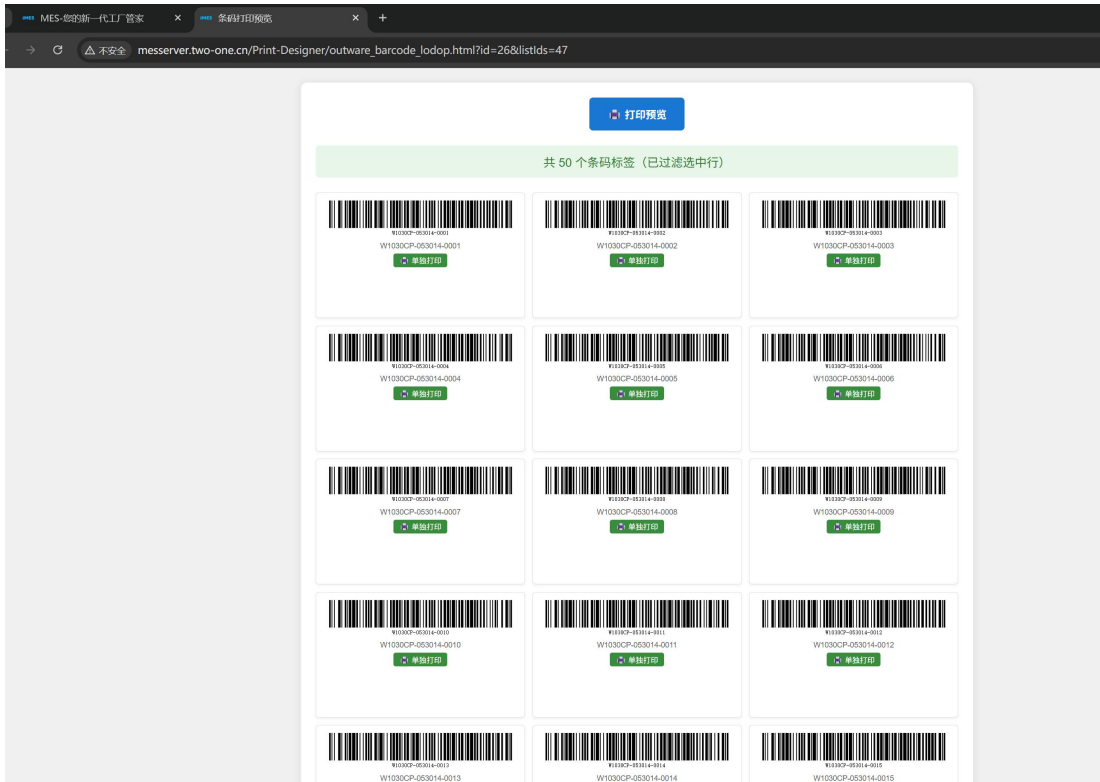 iMES MES-您的新一代工厂管家
iMES 条码打印预览
不安全 messerver.two-one.cn/Print-Designer/outware_barcode_lodop.html?id=26&listIds=47
打印预览
共 50 个条码标签（已过滤选中行）
W1030CP-053014-0001 W1030CP-053014-0002 W1030CP-053014-0003
W1030CP-053014-0001 W1030CP-053014-0002 W1030CP-053014-0003
单独打印 单独打印 单独打印
W1030CP-053014-0004 W1030CP-053014-0005 W1030CP-053014-0006
W1030CP-053014-0004 W1030CP-053014-0005 W1030CP-053014-0006
单独打印 单独打印 单独打印
W1030CP-053014-0007 W1030CP-053014-0008 W1030CP-053014-0009
W1030CP-053014-0007 W1030CP-053014-0008 W1030CP-053014-0009
单独打印 单独打印 单独打印
W1030CP-053014-0010 W1030CP-053014-0011 W1030CP-053014-0012
W1030CP-053014-0010 W1030CP-053014-0011 W1030CP-053014-0012
单独打印 单独打印 单独打印
W1030CP-053014-0013 W1030CP-053014-0014 W1030CP-053014-0015
W1030CP-053014-0013 W1030CP-053014-0014 W1030CP-053014-0015